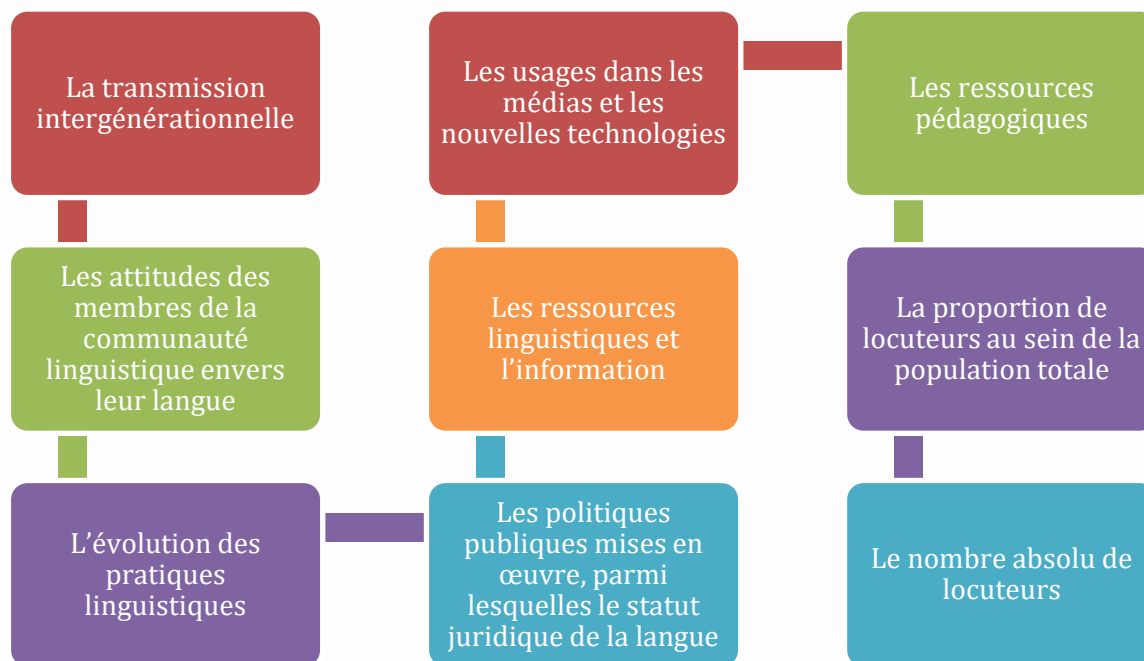 La transmission
intergénérationnelle
Les attitudes des
membres de la
communauté
linguistique envers
leur langue
L’évolution des
pratiques
linguistiques
Les politiques
publiques mises en
œuvre, parmi
lesquelles le statut
juridique de la langue
Les ressources
linguistiques et
l’information
Les usages dans les
médias et les
nouvelles technologies
Les ressources
pédagogiques
La proportion de
locuteurs au sein de la
population totale
Le nombre absolu de
locuteurs